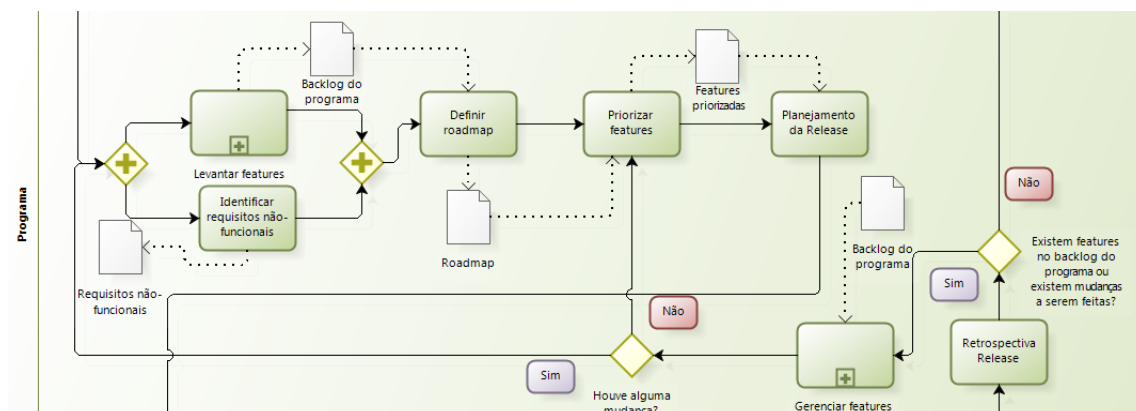 Programa
Backlog do
programa
Levantar features
Identificar
requisitos não-
funcionais
Requisitos não-
funcionais
Definir
roadmap
Roadmap
Priorizar
features
Features
priorizadas
Planejamento
da Release
Backlog do
programa
Não
Existem features
no backlog do
programa ou
existem mudanças
a serem feitas?
Sim
Retrospectiva
Release
Gerenciar features
Não
Sim
Houve alguma
mudança?